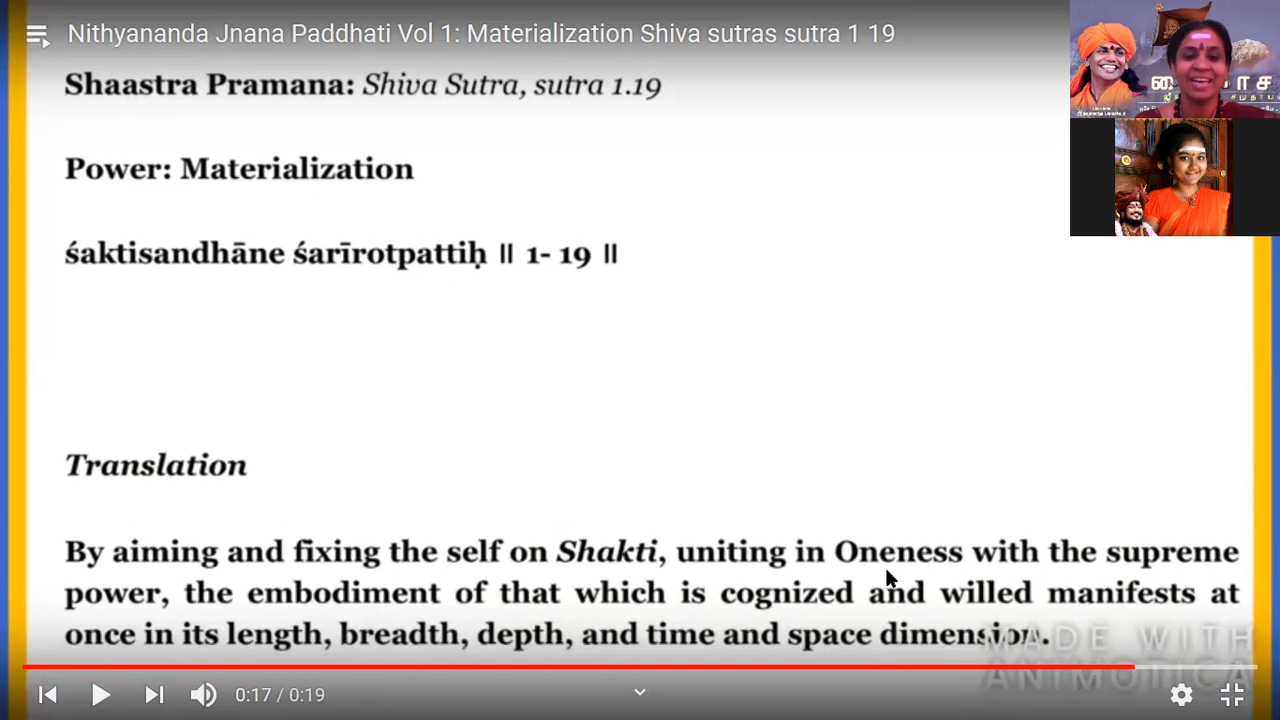 Nithyananda Jnana Paddhati Vol 1: Materialization Shiva sutras sutra 1 19
Shaastra Pramana: Shiva Sutra, sutra 1.19
Power: Materialization
śaktisandhāne śarīrotpattiḥ || 1- 19 ||
Translation
By aiming and fixing the self on Shakti, uniting in Oneness with the supreme
power, the embodiment of that which is cognized and willed manifests at
once in its length, breadth, depth, and time and space dimension.
MADE WITH
ANIMOTICA
0:17 / 0:19